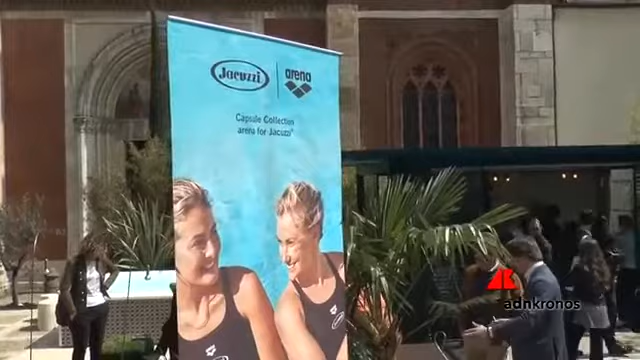 Jacuzzi
arena
Capsule Collection
arena for Jacuzzi®
adnkronos